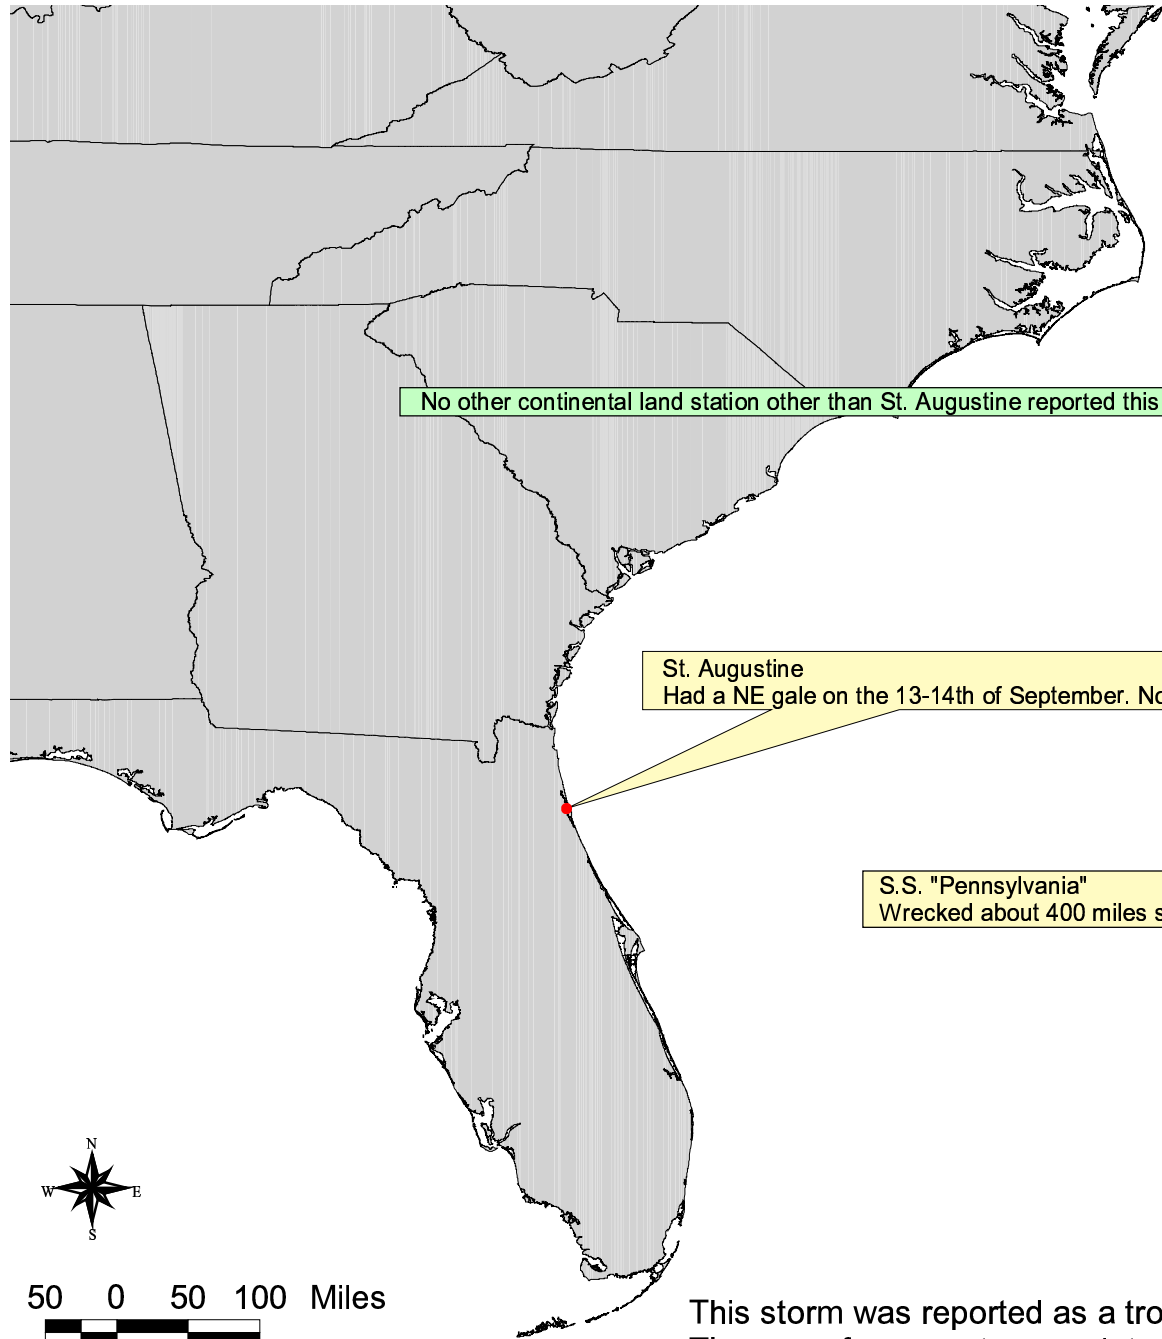 No other continental land station other than St. Augustine reported this
St. Augustine
Had a NE gale on the 13-14th of September. No
S.S. "Pennsylvania"
Wrecked about 400 miles s
N
W E
S
50 0 50 100 Miles
This storm was reported as a tro